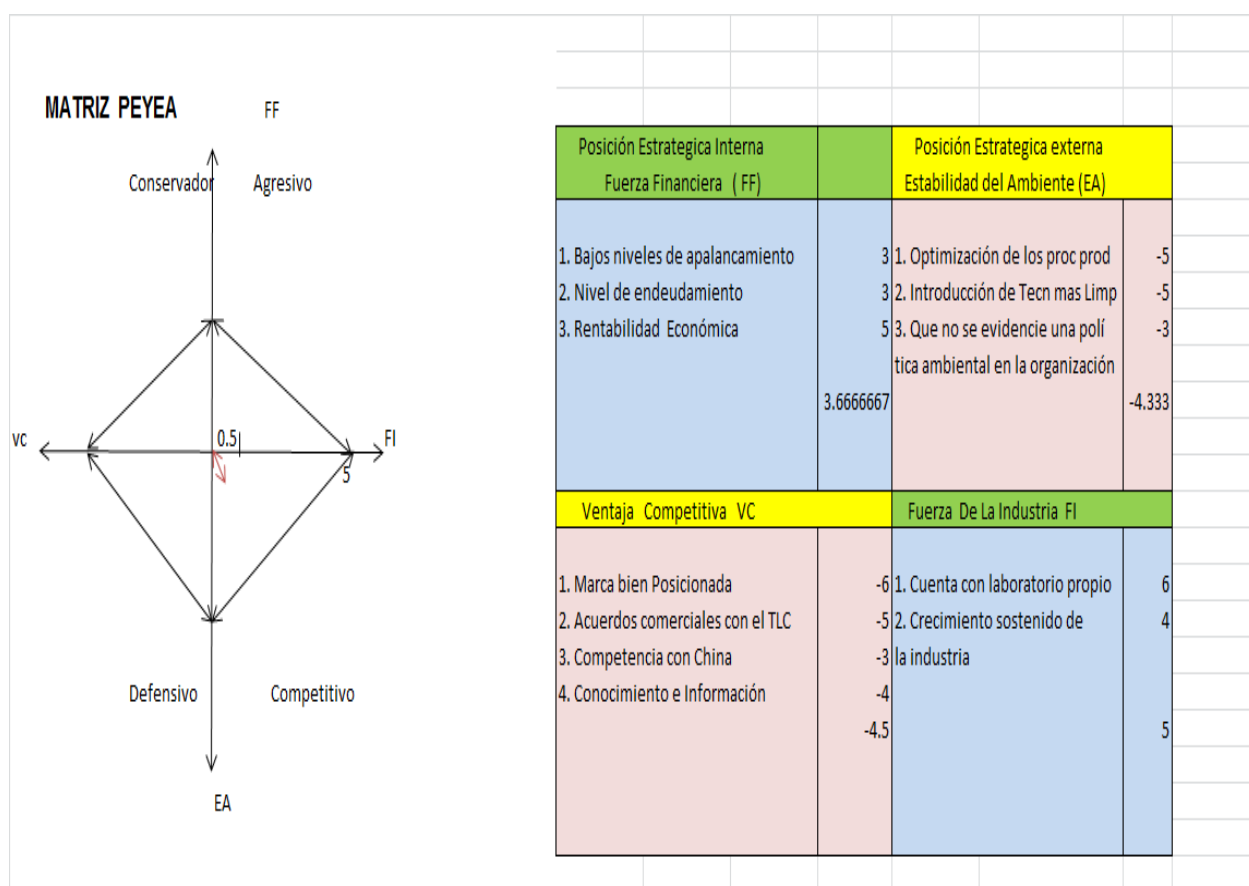 MATRIZ PEYEA
FF
Conservador
Agresivo
vc
0.5
FI
5
Defensivo
Competitivo
EA
Posición Estrategica Interna
Fuerza Financiera ( FF)
Posición Estrategica externa
Estabilidad del Ambiente (EA)
1. Bajos niveles de apalancamiento 3
2. Nivel de endeudamiento 3
3. Rentabilidad Económica 5
3.6666667
1. Optimización de los proc prod -5
2. Introducción de Tecn mas Limp -5
3. Que no se evidencie una polí -3
tica ambiental en la organización
-4.333
Ventaja Competitiva VC
Fuerza De La Industria FI
1. Marca bien Posicionada -6
2. Acuerdos comerciales con el TLC -5
3. Competencia con China -3
4. Conocimiento e Información -4
-4.5
1. Cuenta con laboratorio propio 6
2. Crecimiento sostenido de 4
la industria
5